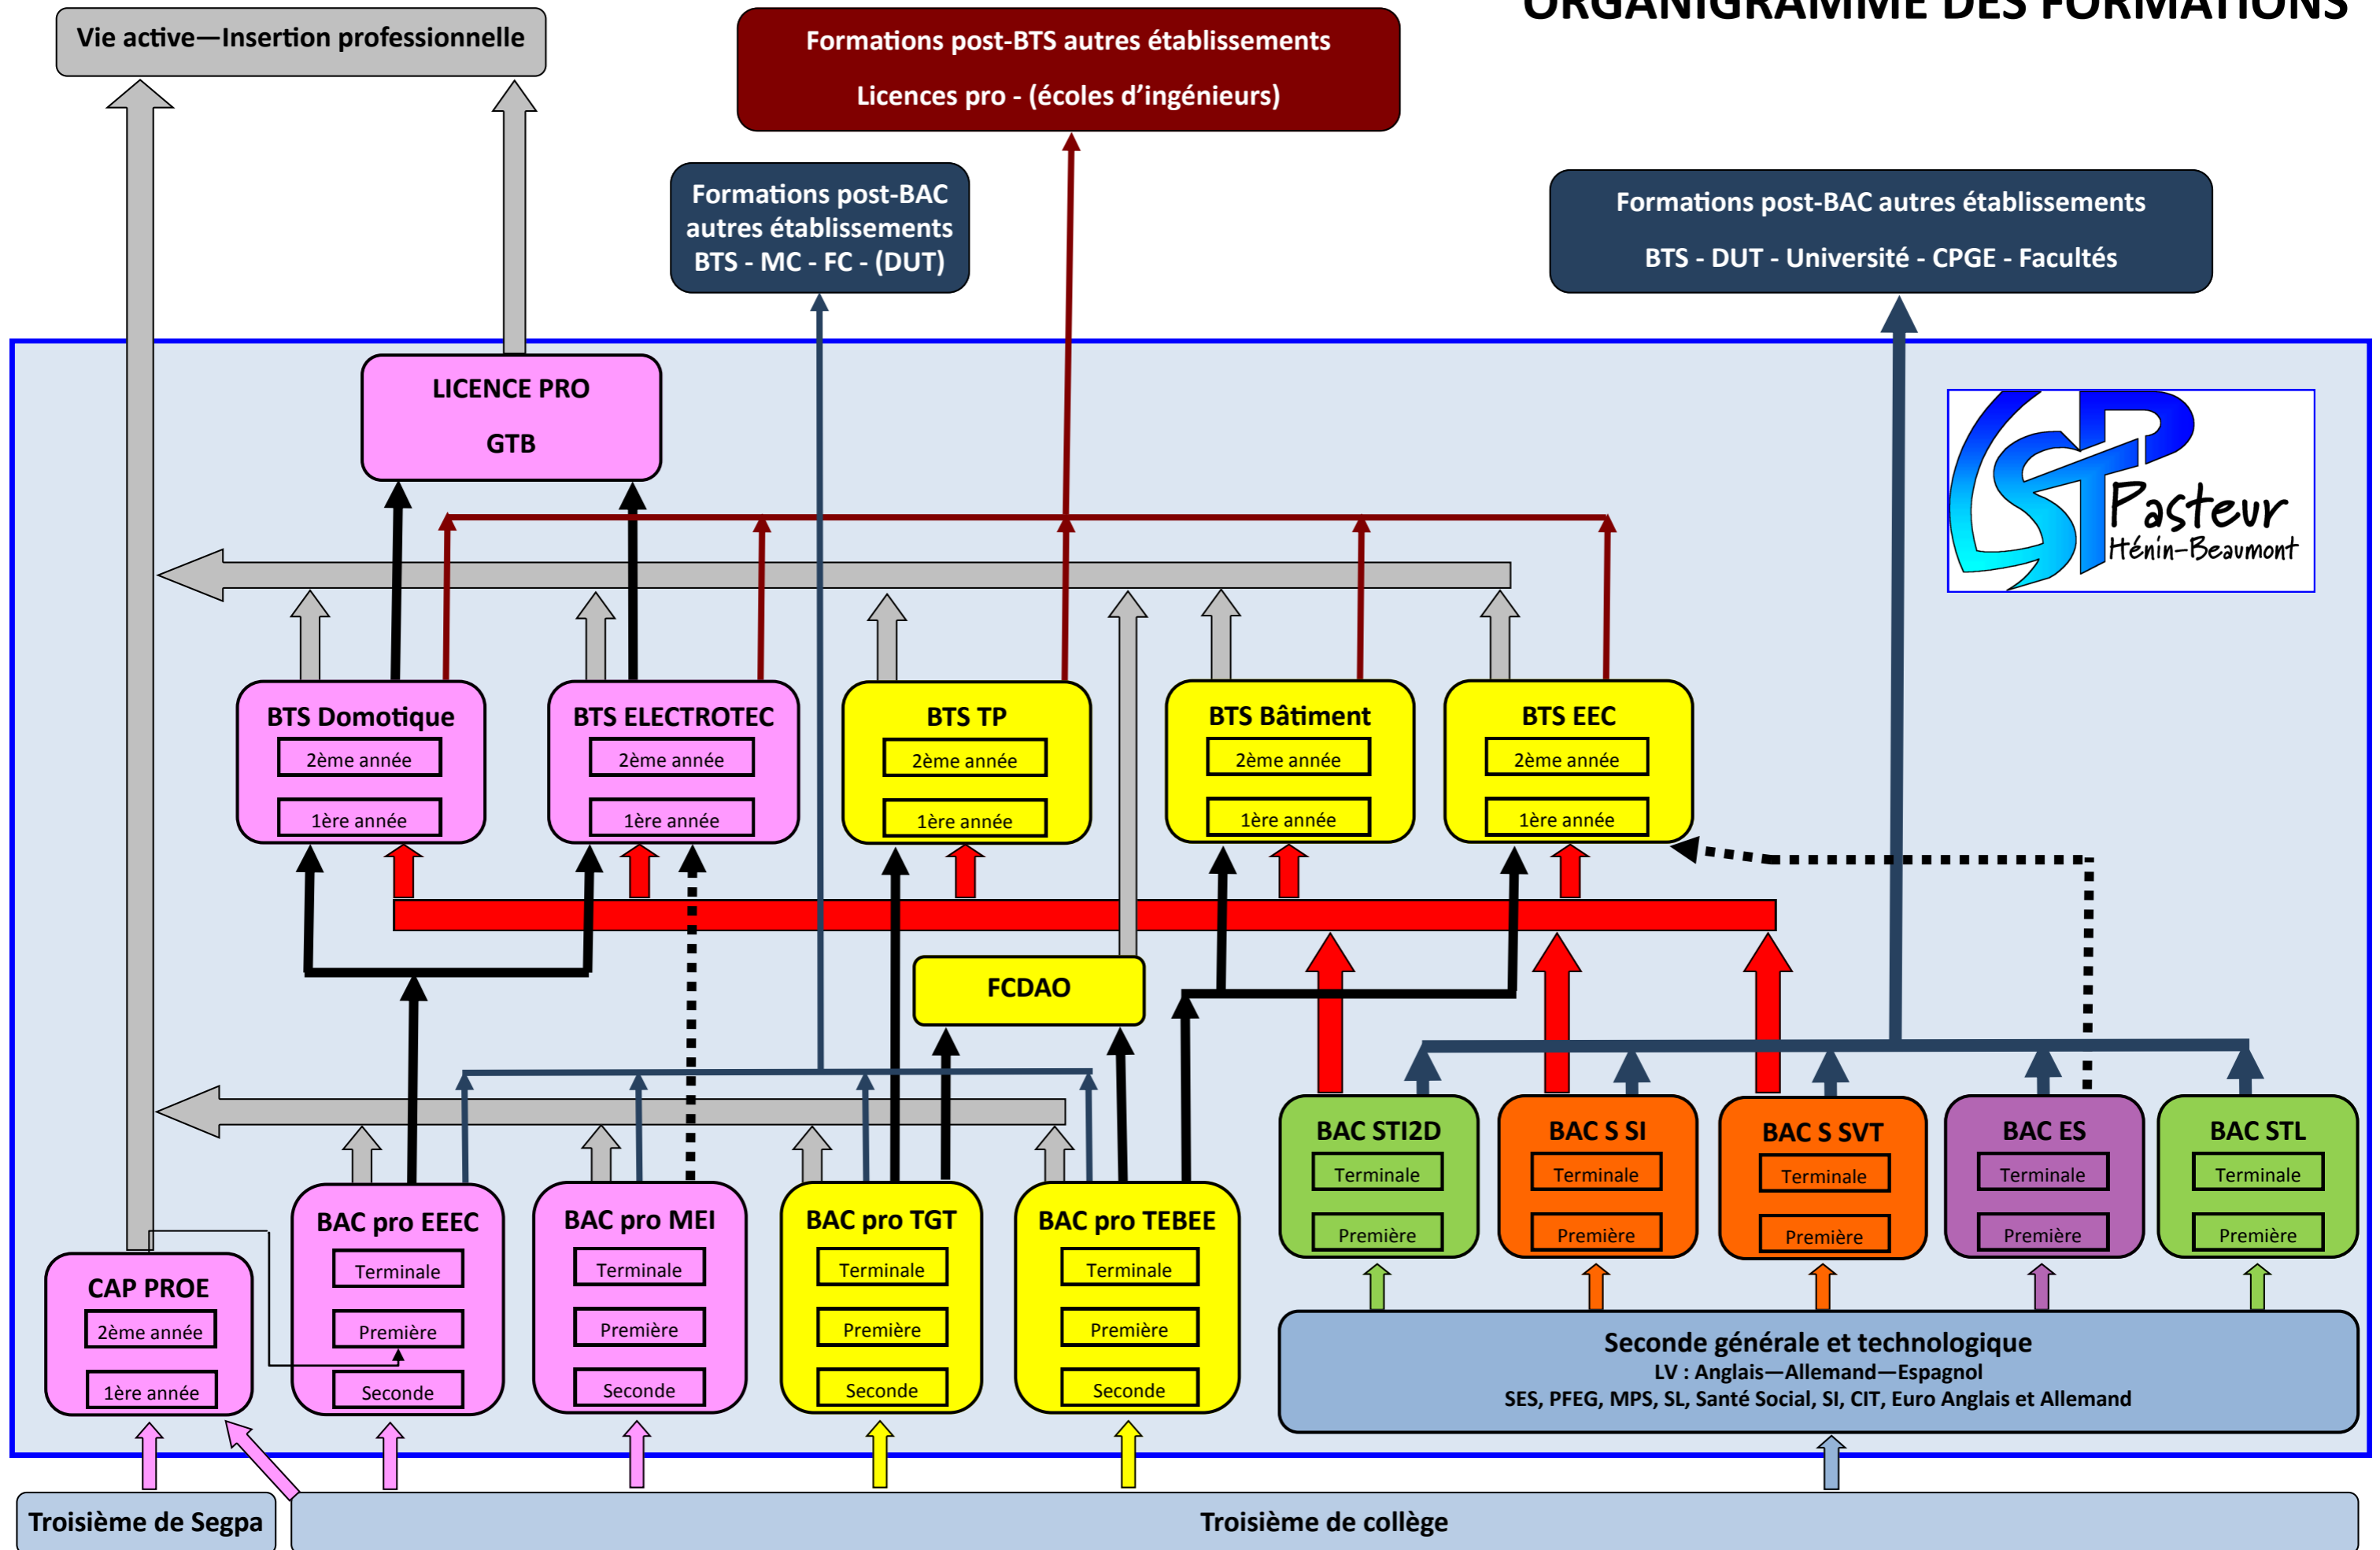 ORGANIGRAMME DES FORMATIONS
Vie active—Insertion professionnelle
Formations post-BTS autres établissements
Licences pro - (écoles d'ingénieurs)
Formations post-BAC
autres établissements
BTS - MC - FC - (DUT)
Formations post-BAC autres établissements
BTS - DUT - Université - CPGE - Facultés
LICENCE PRO
GTB
LSTP
Pasteur
Hénin-Beaumont
BTS Domotique
2ème année
1ère année
BTS ELECTROTEC
2ème année
1ère année
BTS TP
2ème année
1ère année
BTS Bâtiment
2ème année
1ère année
BTS EEC
2ème année
1ère année
FCDAO
BAC STI2D
Terminale
Première
BAC S SI
Terminale
Première
BAC S SVT
Terminale
Première
BAC ES
Terminale
Première
BAC STL
Terminale
Première
CAP PROE
2ème année
1ère année
BAC pro EEEC
Terminale
Première
Seconde
BAC pro MEI
Terminale
Première
Seconde
BAC pro TGT
Terminale
Première
Seconde
BAC pro TEBEE
Terminale
Première
Seconde
Seconde générale et technologique
LV : Anglais—Allemand—Espagnol
SES, PFEG, MPS, SL, Santé Social, SI, CIT, Euro Anglais et Allemand
Troisième de Segpa
Troisième de collège